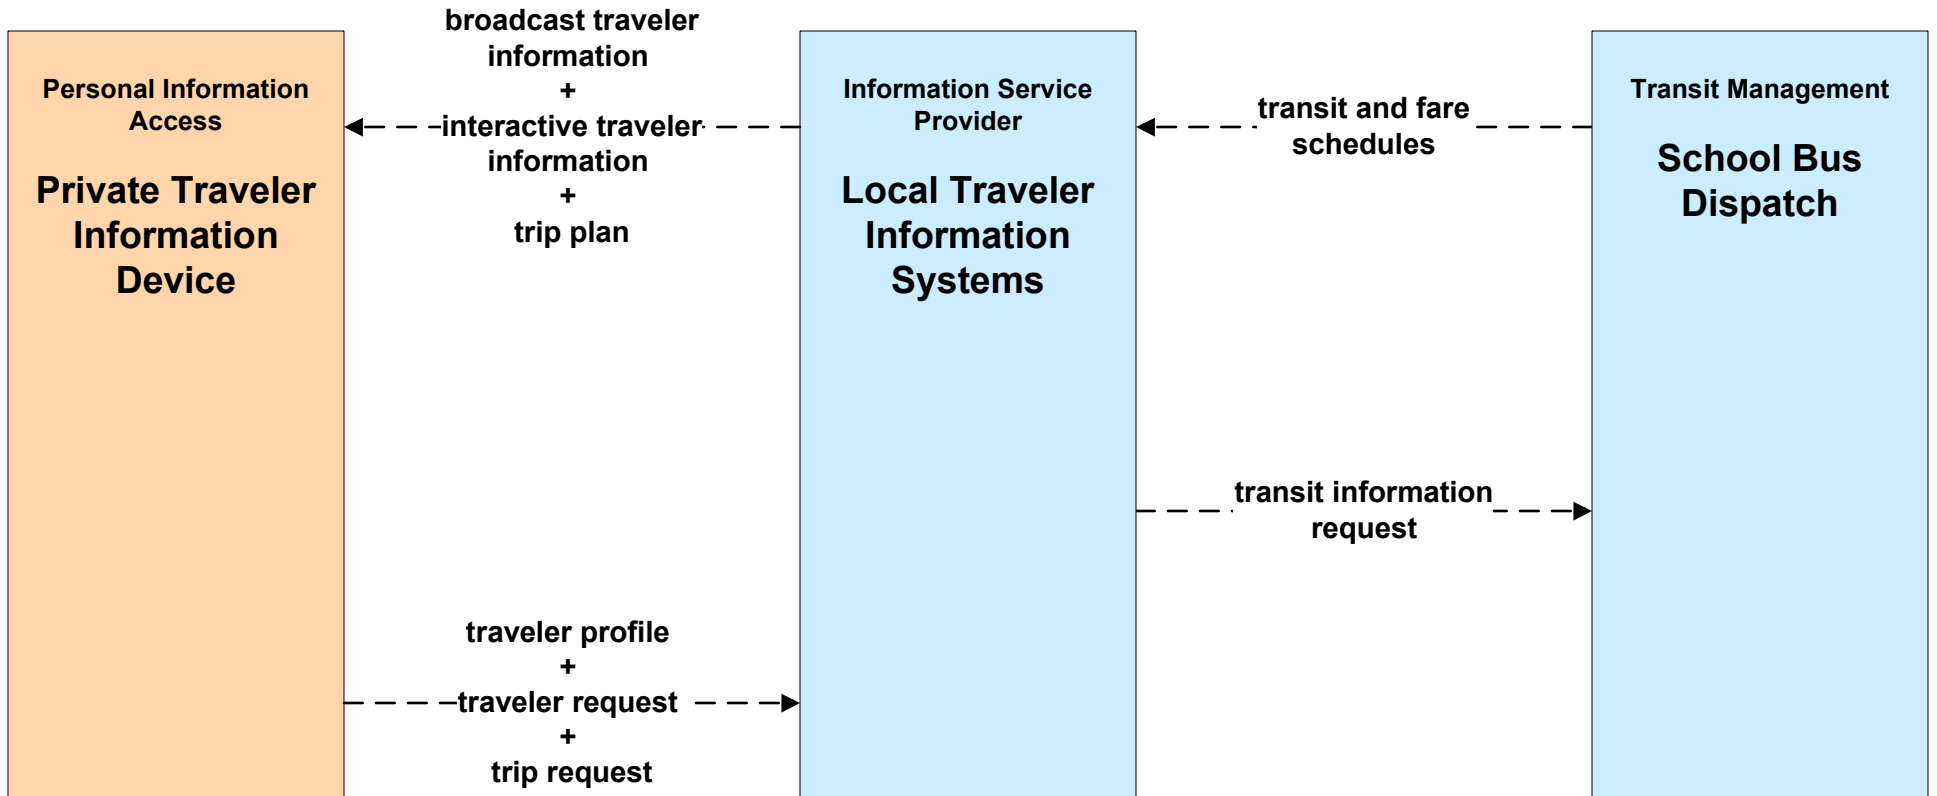 Personal Information
Access
Private Traveler
Information
Device
broadcast traveler
information
+
interactive traveler
information
+
trip plan
traveler profile
+
traveler request
+
trip request
Information Service
Provider
Local Traveler
Information
Systems
transit and fare
schedules
transit information
request
Transit Management
School Bus
Dispatch